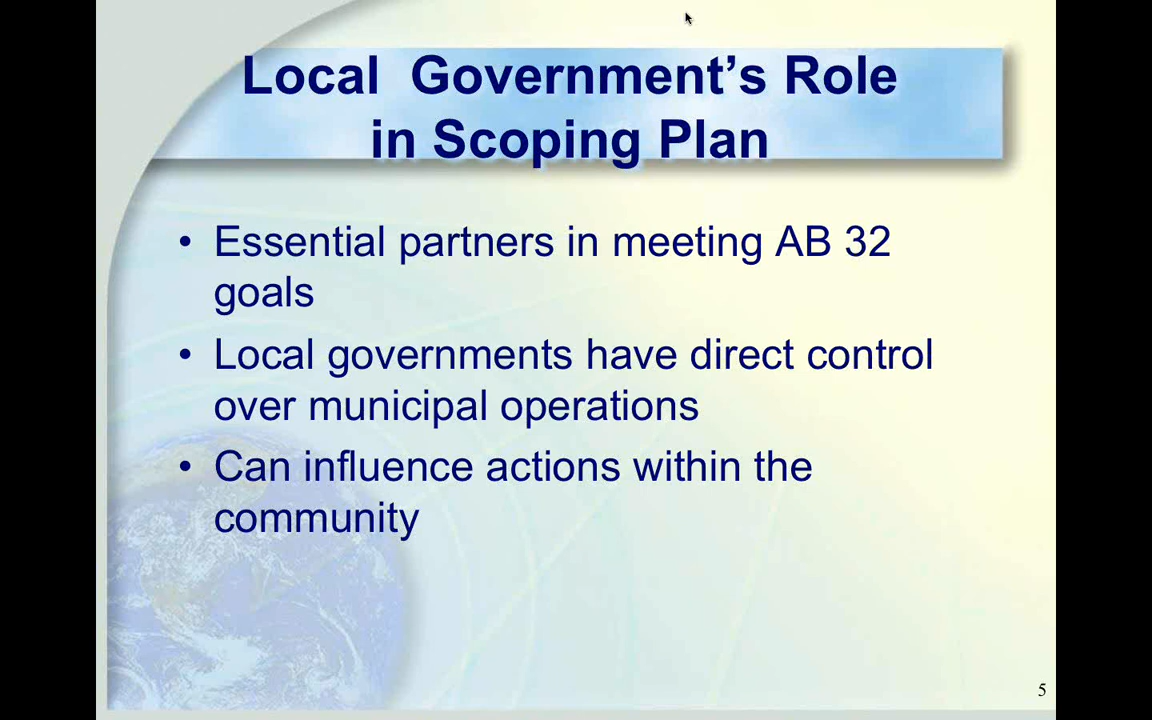 Local  Government’s Role
in Scoping Plan
• Essential partners in meeting AB 32
goals
• Local governments have direct control
over municipal operations
• Can influence actions within the
community
5